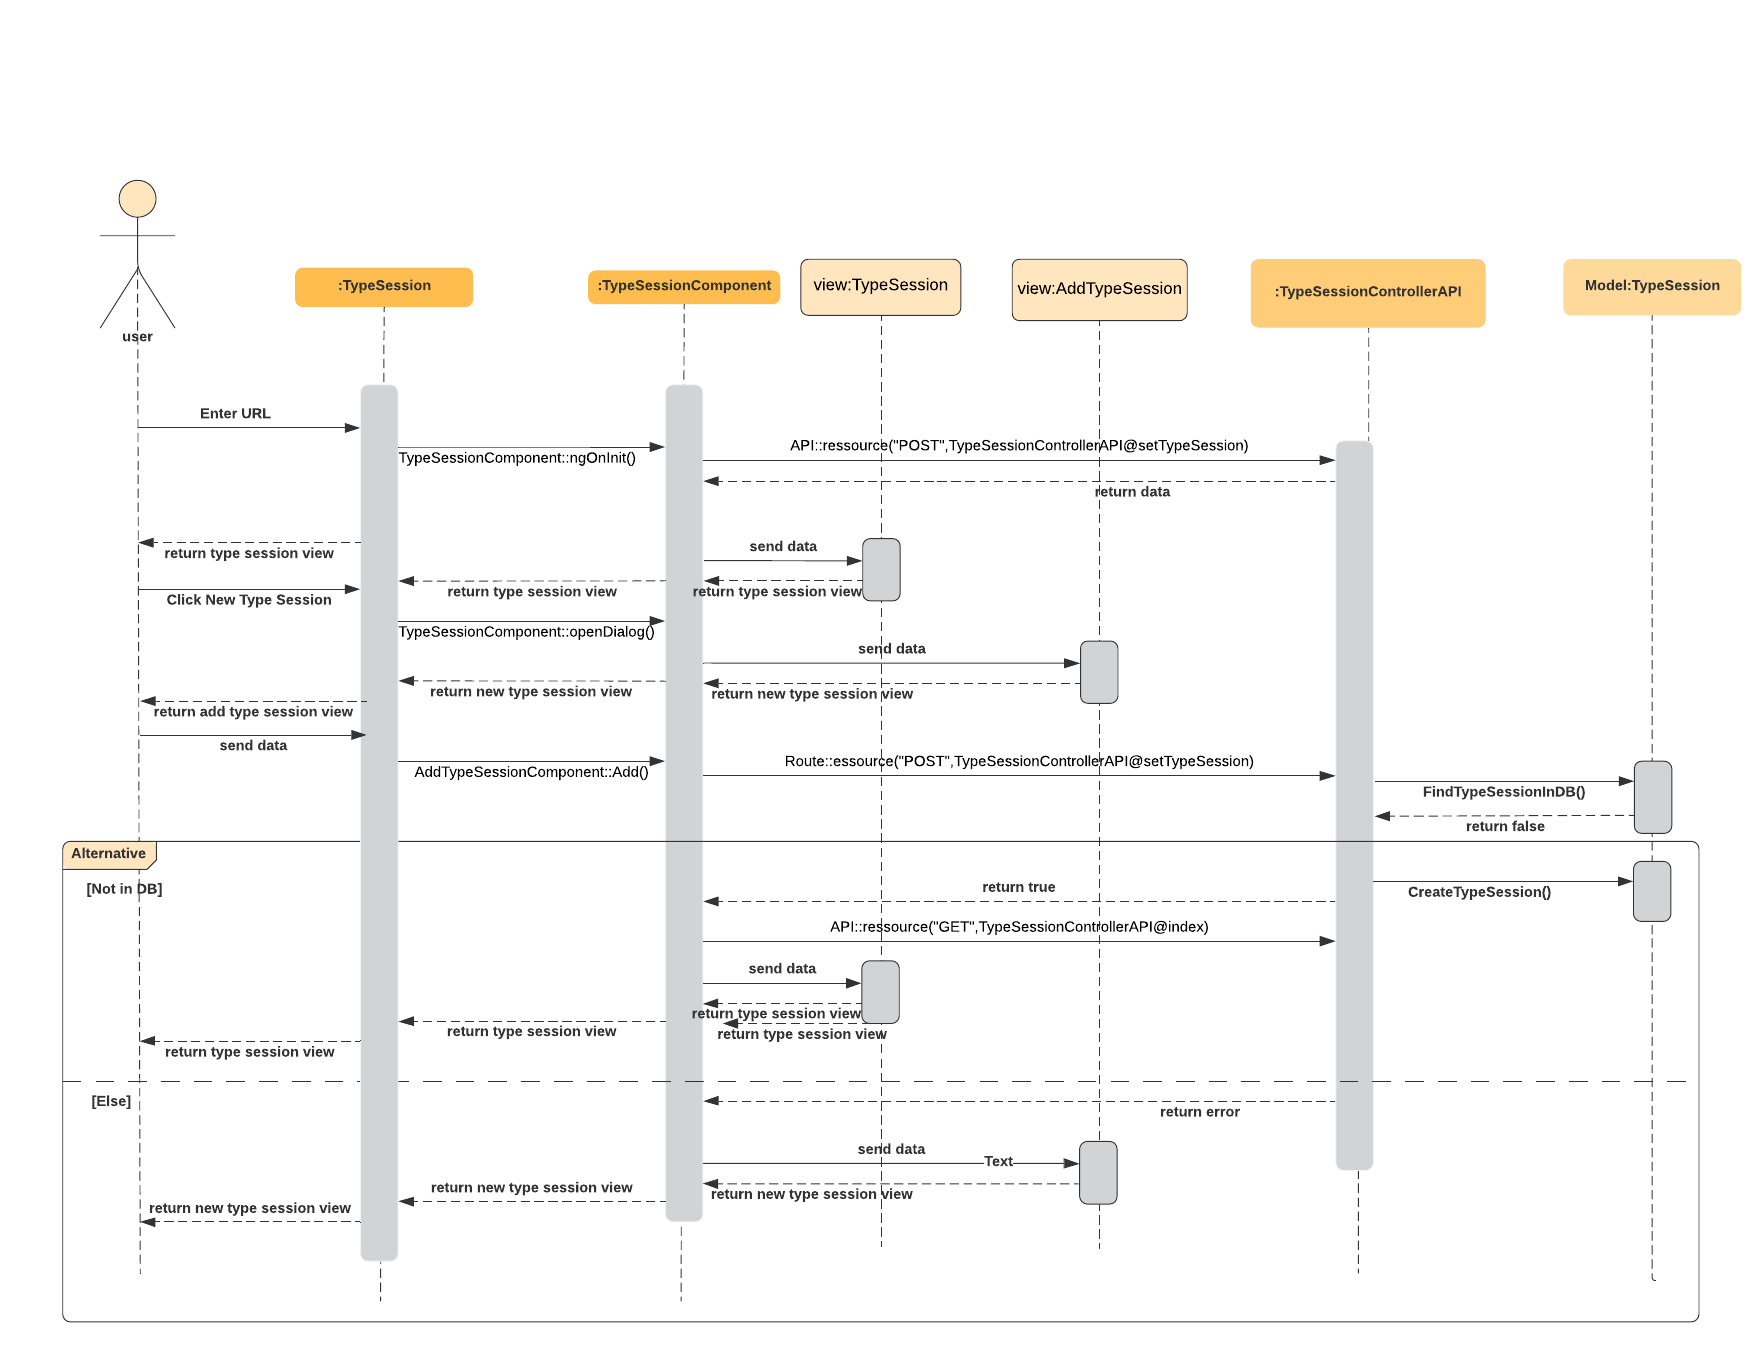 user
:TypeSession
:TypeSessionComponent
view:TypeSession
view:AddTypeSession
:TypeSessionControllerAPI
Model:TypeSession
Enter URL
TypeSessionComponent::ngOnInit()
API::ressource("POST",TypeSessionControllerAPI@setTypeSession)
return data
return type session view
send data
return type session view
return type session view
Click New Type Session
TypeSessionComponent::openDialog()
send data
return new type session view
return new type session view
return add type session view
send data
AddTypeSessionComponent::Add()
Route::essource("POST",TypeSessionControllerAPI@setTypeSession)
FindTypeSessionInDB()
return false
Alternative
[Not in DB]
return true
CreateTypeSession()
API::ressource("GET",TypeSessionControllerAPI@index)
send data
return type session view
return type session view
return type session view
return type session view
[Else]
return error
send data
Text
return new type session view
return new type session view
return new type session view